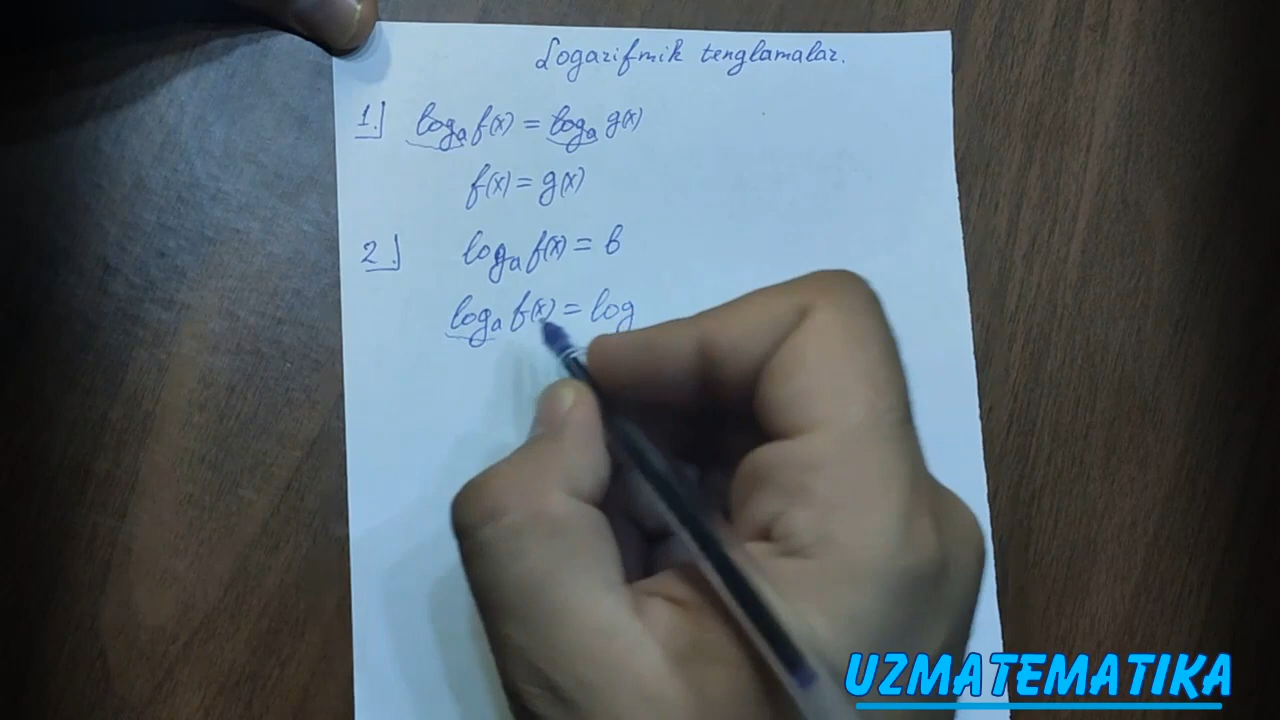 Logarifmik tenglamalar.
1.] logₐ f(x) = logₐ g(x)
f(x) = g(x)
2.] logₐ f(x) = b
logₐ f(x) = log
UZMATEMATIKA